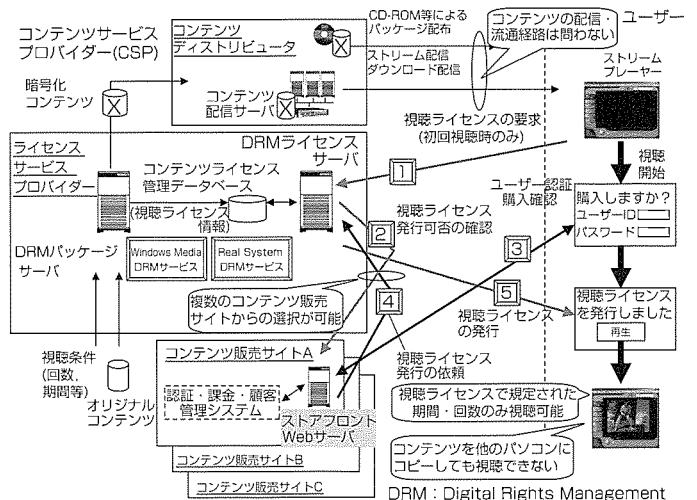 コンテンツサービス
プロバイダー(CSP)
コンテンツ
ディストリビュータ
CD-ROM等による
パッケージ配布
ストリーム配信
ダウンロード配信
コンテンツの配信・
流通経路は問わない
ユーザー
ストリーム
プレーヤー
暗号化
コンテンツ
コンテンツ
配信サーバ
視聴ライセンスの要求
(初回視聴時のみ)
視聴
開始
ライセンス
サービス
プロバイダー
DRMライセンス
サーバ
コンテンツライセンス
管理データベース
(視聴ライセンス
情報)
DRMパッケージ
サーバ
Windows Media
DRMサービス
Real System
DRMサービス
1
2
視聴ライセンス
発行可否の確認
3
ユーザー認証
購入確認
購入しますか?
ユーザーID
パスワード
複数のコンテンツ販売
サイトからの選択が可能
4
視聴ライセンス
発行の依頼
5
視聴ライセンス
の発行
視聴ライセンス
を発行しました
再生
視聴条件
(回数,
期間等)
オリジナル
コンテンツ
コンテンツ販売サイトA
認証・課金・顧客
管理システム
ストアフロント
Webサーバ
コンテンツ販売サイトB
コンテンツ販売サイトC
視聴ライセンスで規定された
期間・回数のみ視聴可能
コンテンツを他のパソコンに
コピーしても視聴できない
DRM:Digital Rights Management